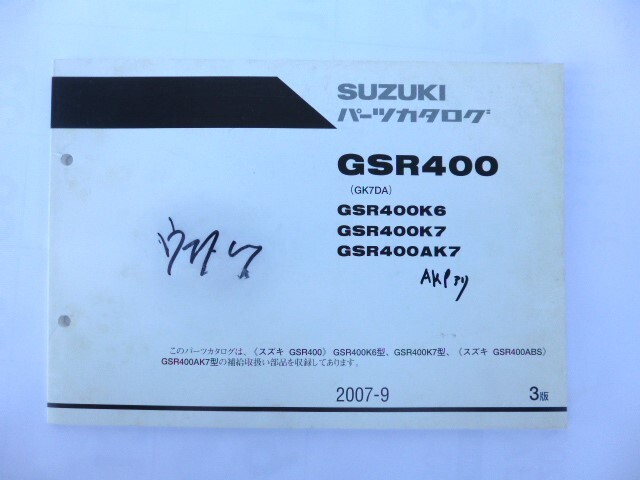 SUZUKI
パーツカタログ
GSR400
(GK7DA)
GSR400K6
GSR400K7
GSR400AK7
このパーツカタログは、《スズキ GSR400》 GSR400K6型、GSR400K7型、《スズキ GSR400ABS》
GSR400AK7型の補給取扱い部品を収録してあります。
2007-9
3版